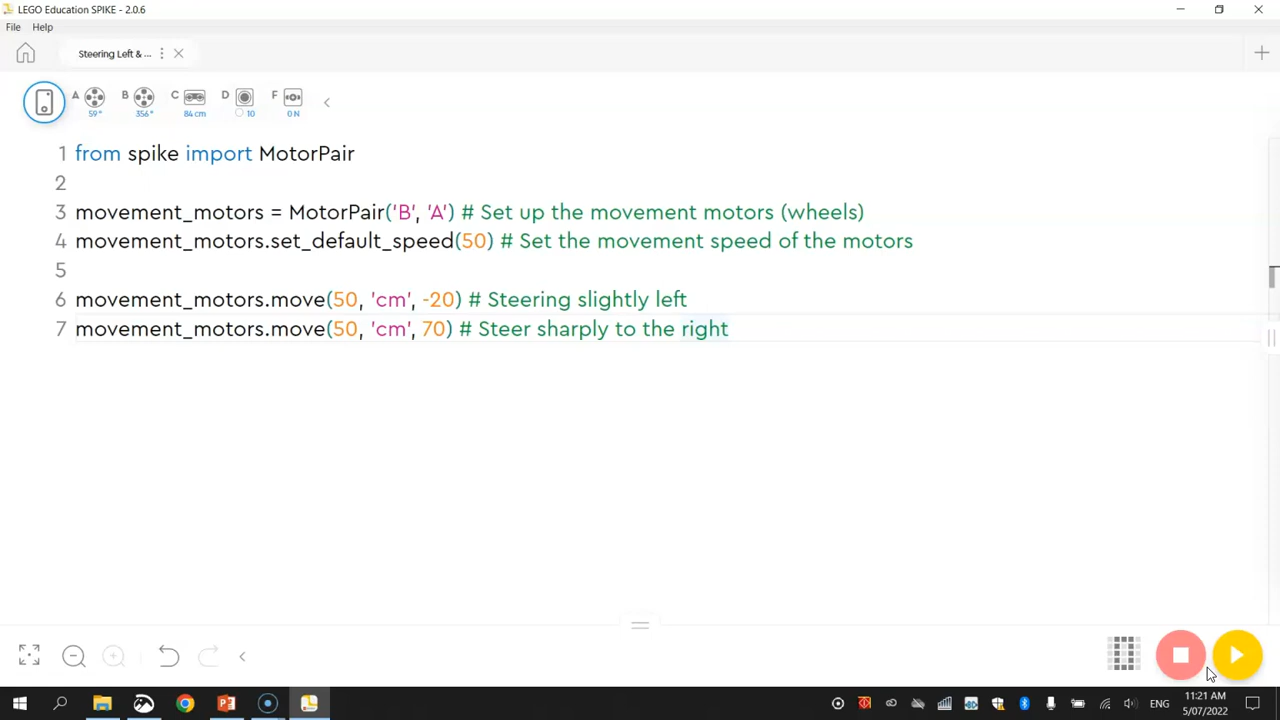 LEGO Education SPIKE - 2.0.6
File Help
Steering Left & ...
A B C D F
59° 356° 84 cm 10 0 N
1 from spike import MotorPair
2
3 movement_motors = MotorPair('B', 'A') # Set up the movement motors (wheels)
4 movement_motors.set_default_speed(50) # Set the movement speed of the motors
5
6 movement_motors.move(50, 'cm', -20) # Steering slightly left
7 movement_motors.move(50, 'cm', 70) # Steer sharply to the right
ENG
11:21 AM
5/07/2022